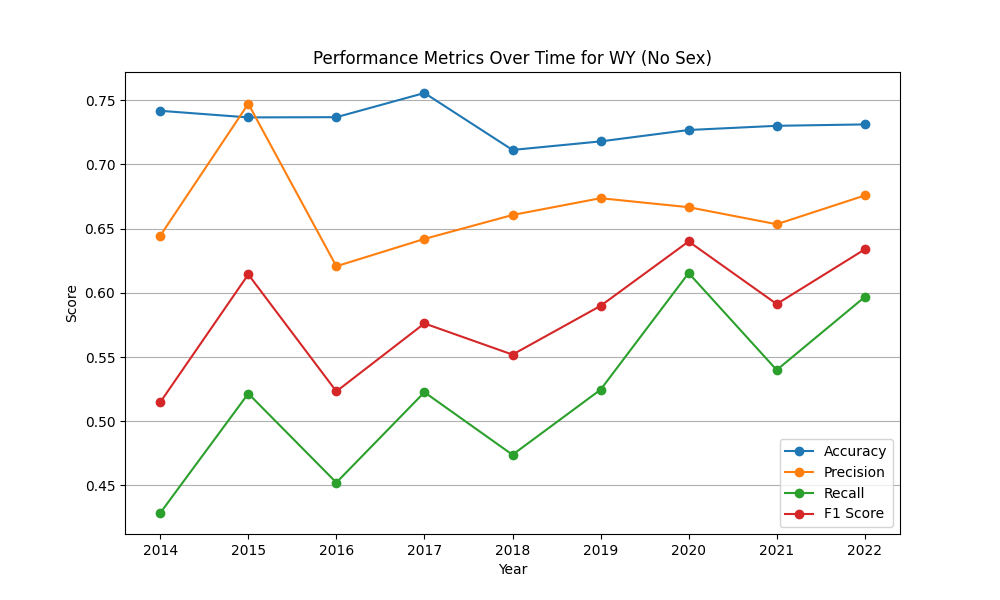 Performance Metrics Over Time for WY (No Sex)
0.75
0.70
0.65
0.60
0.55
0.50
0.45
Score
Accuracy
Precision
Recall
F1 Score
2014 2015 2016 2017 2018 2019 2020 2021 2022
Year